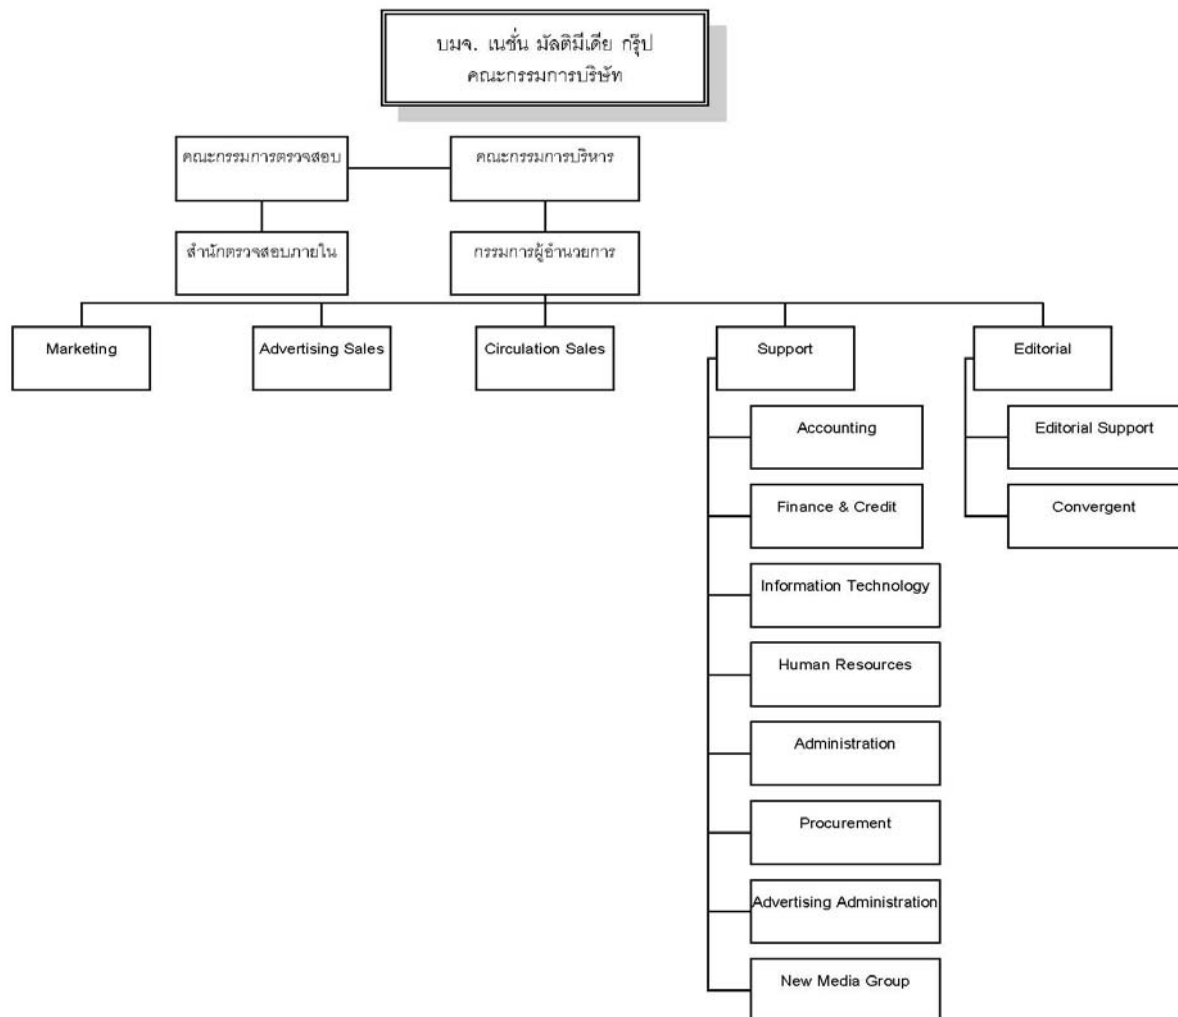 บมจ. เนชั่น มัลติมีเดีย กรุ๊ป
คณะกรรมการบริษัท
คณะกรรมการตรวจสอบ
คณะกรรมการบริหาร
สำนักตรวจสอบภายใน
กรรมการผู้อำนวยการ
Marketing
Advertising Sales
Circulation Sales
Support
Editorial
Accounting
Finance & Credit
Information Technology
Human Resources
Administration
Procurement
Advertising Administration
New Media Group
Editorial Support
Convergent